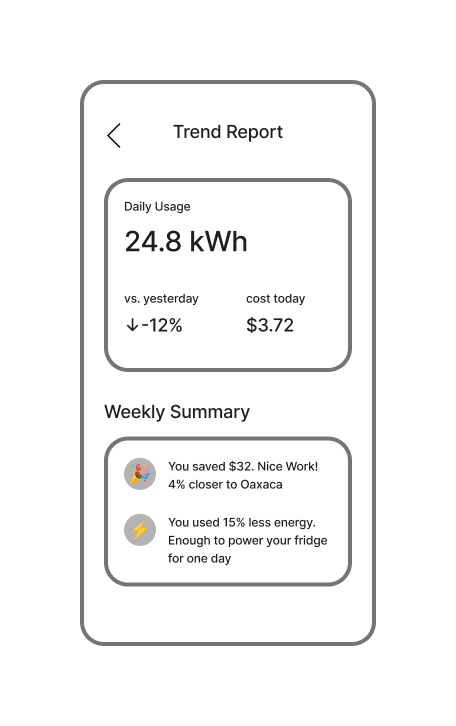 Trend Report
Daily Usage
24.8 kWh
vs. yesterday
cost today
↓-12%
$3.72
Weekly Summary
You saved $32. Nice Work!
4% closer to Oaxaca
You used 15% less energy.
Enough to power your fridge
for one day